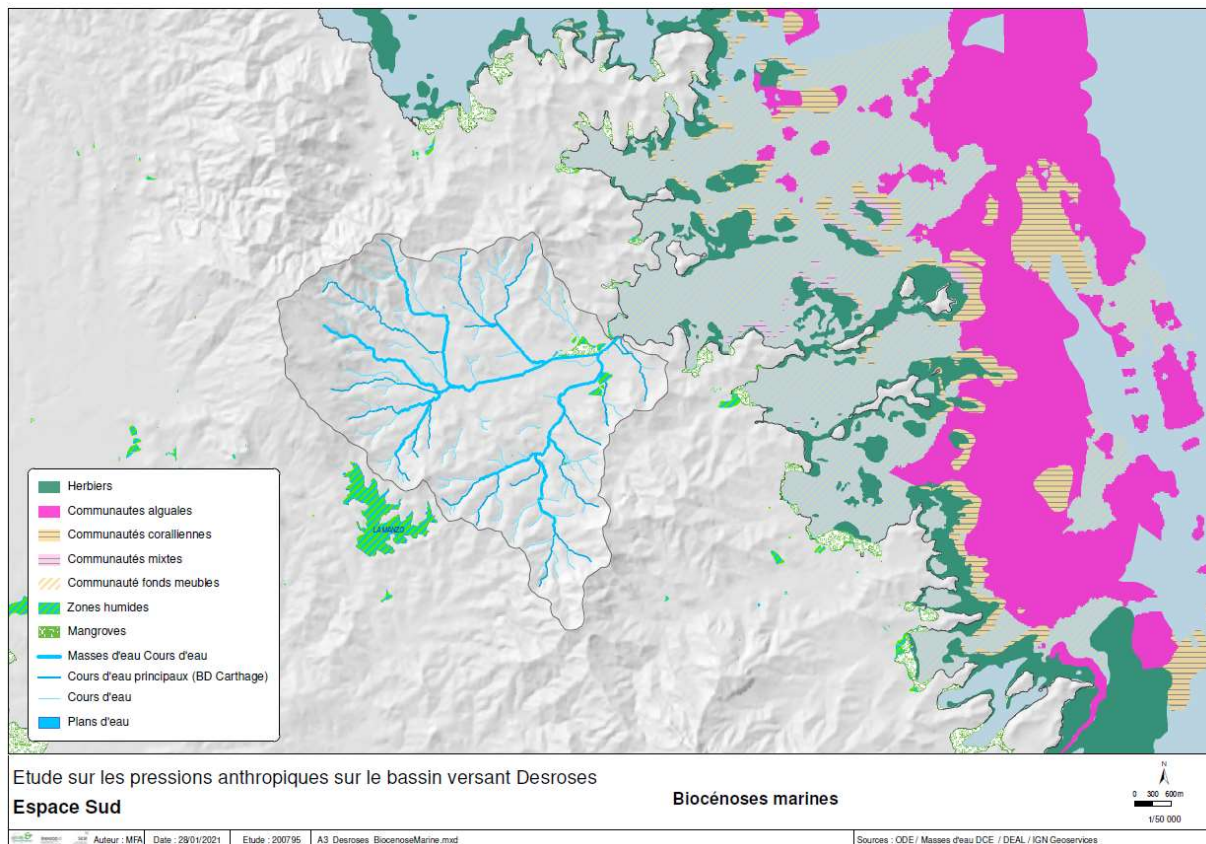 LA MANZO
Herbiers
Communautes alguales
Communautés coralliennes
Communautés mixtes
Communauté fonds meubles
Zones humides
Mangroves
Masses d'eau Cours d'eau
Cours d'eau principaux (BD Carthage)
Cours d'eau
Plans d'eau
Etude sur les pressions anthropiques sur le bassin versant Desroses
Espace Sud
Biocénoses marines
N
0 300 600m
1/50 000
Auteur : MFA Date : 28/01/2021 Etude : 200795 A3_Desroses_BiocenoseMarine.mxd Sources : ODE / Masses d'eau DCE / DEAL / IGN Geoservices